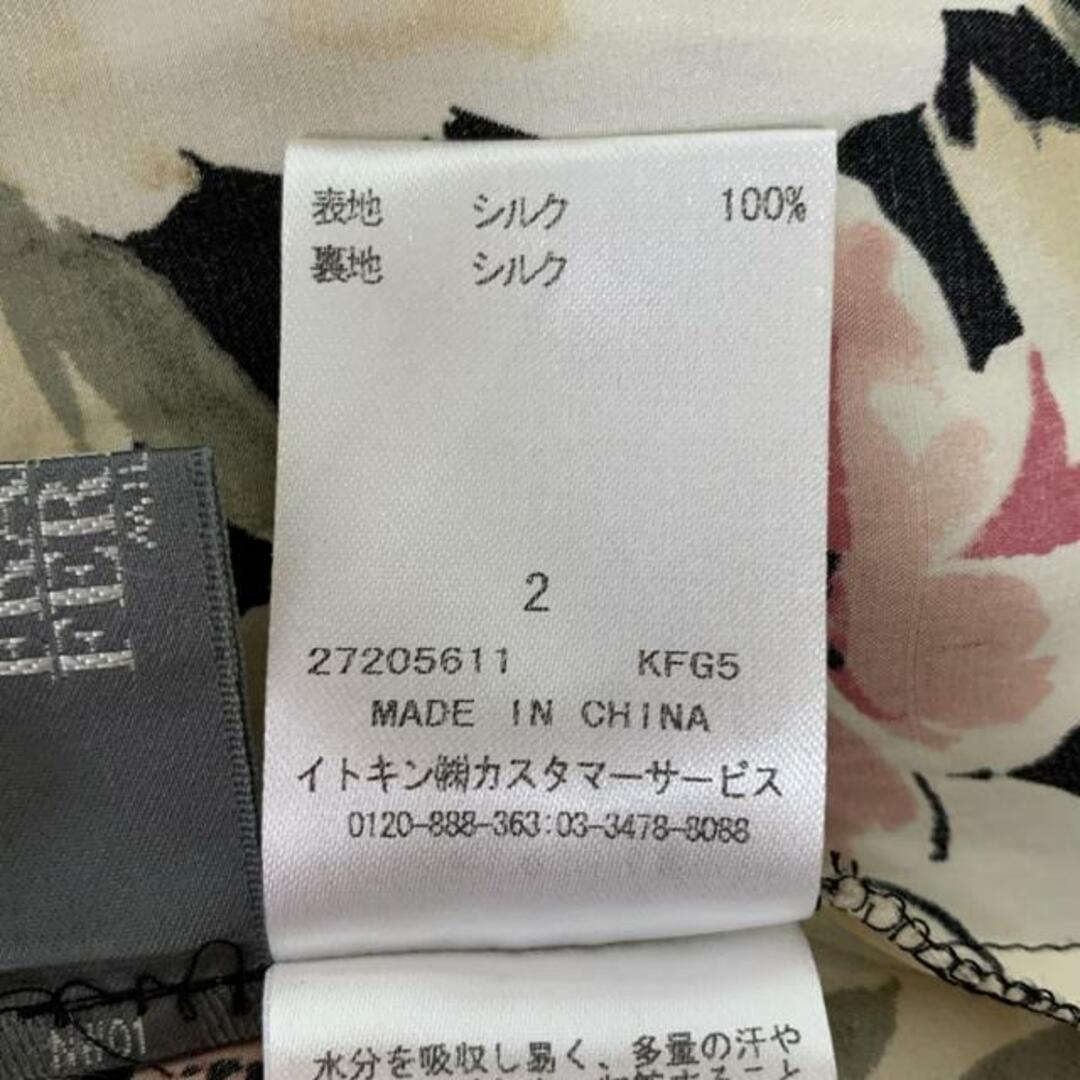 表地 シルク 100%
裏地 シルク
2
27205611 KFG5
MADE IN CHINA
イトキン㈱カスタマーサービス
0120-888-363:03-3478-8088
水分を吸収し易く、多量の汗や